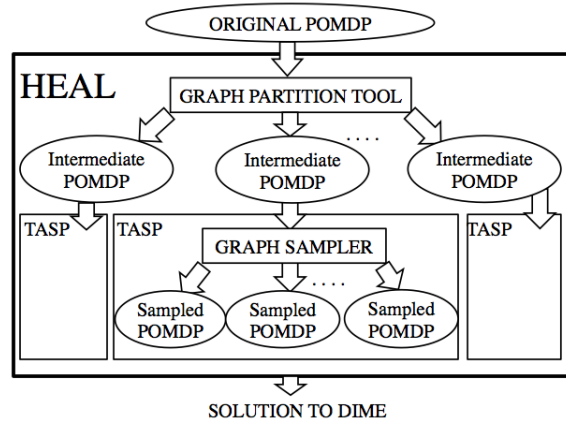 ORIGINAL POMDP
HEAL
GRAPH PARTITION TOOL
. . . .
Intermediate
POMDP
Intermediate
POMDP
Intermediate
POMDP
TASP
TASP
TASP
GRAPH SAMPLER
. . . .
Sampled
POMDP
Sampled
POMDP
Sampled
POMDP
SOLUTION TO DIME